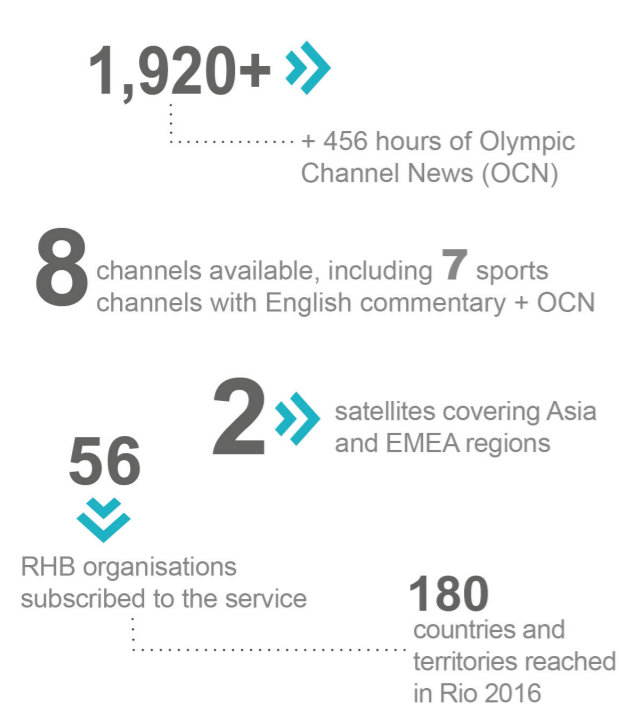 1,920+
+ 456 hours of Olympic
Channel News (OCN)
8 channels available, including 7 sports
channels with English commentary + OCN
2 satellites covering Asia
and EMEA regions
56
RHB organisations
subscribed to the service
180
countries and
territories reached
in Rio 2016